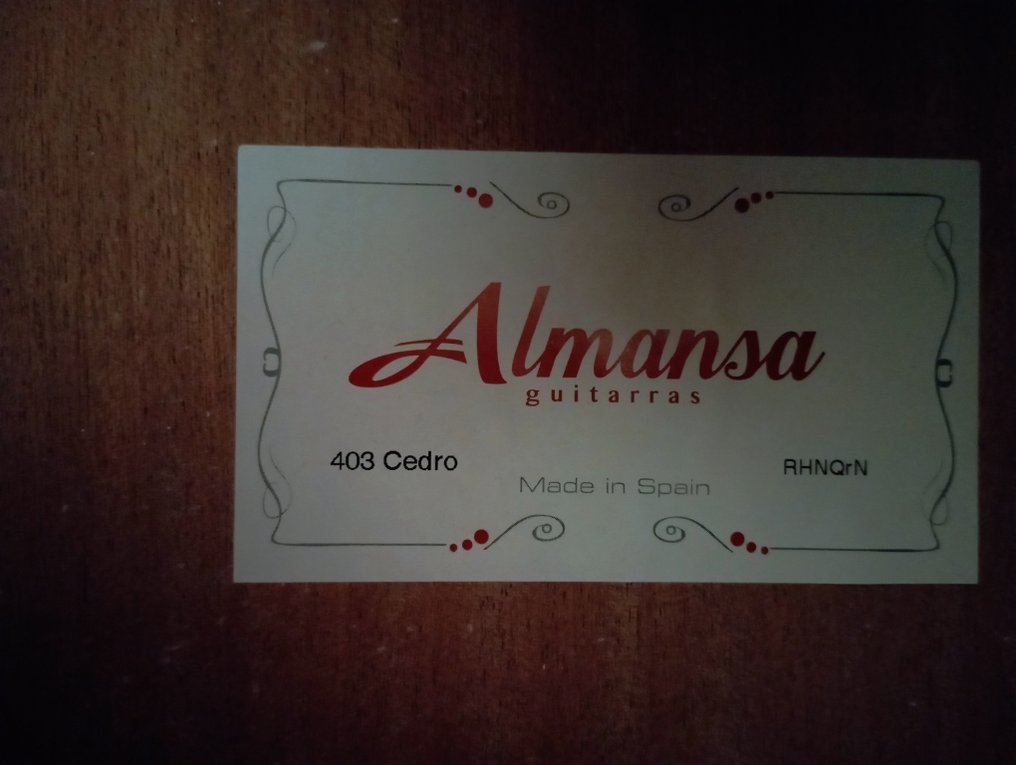 Almansa
guitarras
403 Cedro
RHNQrN
Made in Spain